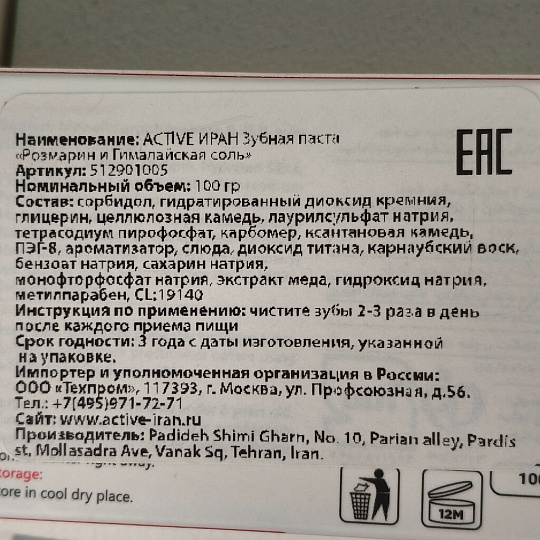 EAC
Наименование: ACTIVE ИРАН Зубная паста
«Розмарин и Гималайская соль»
Артикул: 512901005
Номинальный объем: 100 гр
Состав: сорбидол, гидратированный диоксид кремния,
глицерин, целлюлозная камедь, лаурилсульфат натрия,
тетрасодиум пирофосфат, карбомер, ксантановая камедь,
ПЭГ-8, ароматизатор, слюда, диоксид титана, карнаубский воск,
бензоат натрия, сахарин натрия,
монофторфосфат натрия, экстракт меда, гидроксид натрия,
метилпарабен, CL:19140
Инструкция по применению: чистите зубы 2-3 раза в день
после каждого приема пищи
Срок годности: 3 года с даты изготовления, указанной
на упаковке.
Импортер и уполномоченная организация в России:
ООО «Техпром», 117393, г. Москва, ул. Профсоюзная, д.56.
Тел.: +7(495)971-72-71
Сайт: www.active-iran.ru
Производитель: Padideh Shimi Gharn, No. 10, Parian alley, Pardis
st, Mollasadra Ave, Vanak Sq, Tehran, Iran.
away.
orage:
ore in cool dry place.
12M
10